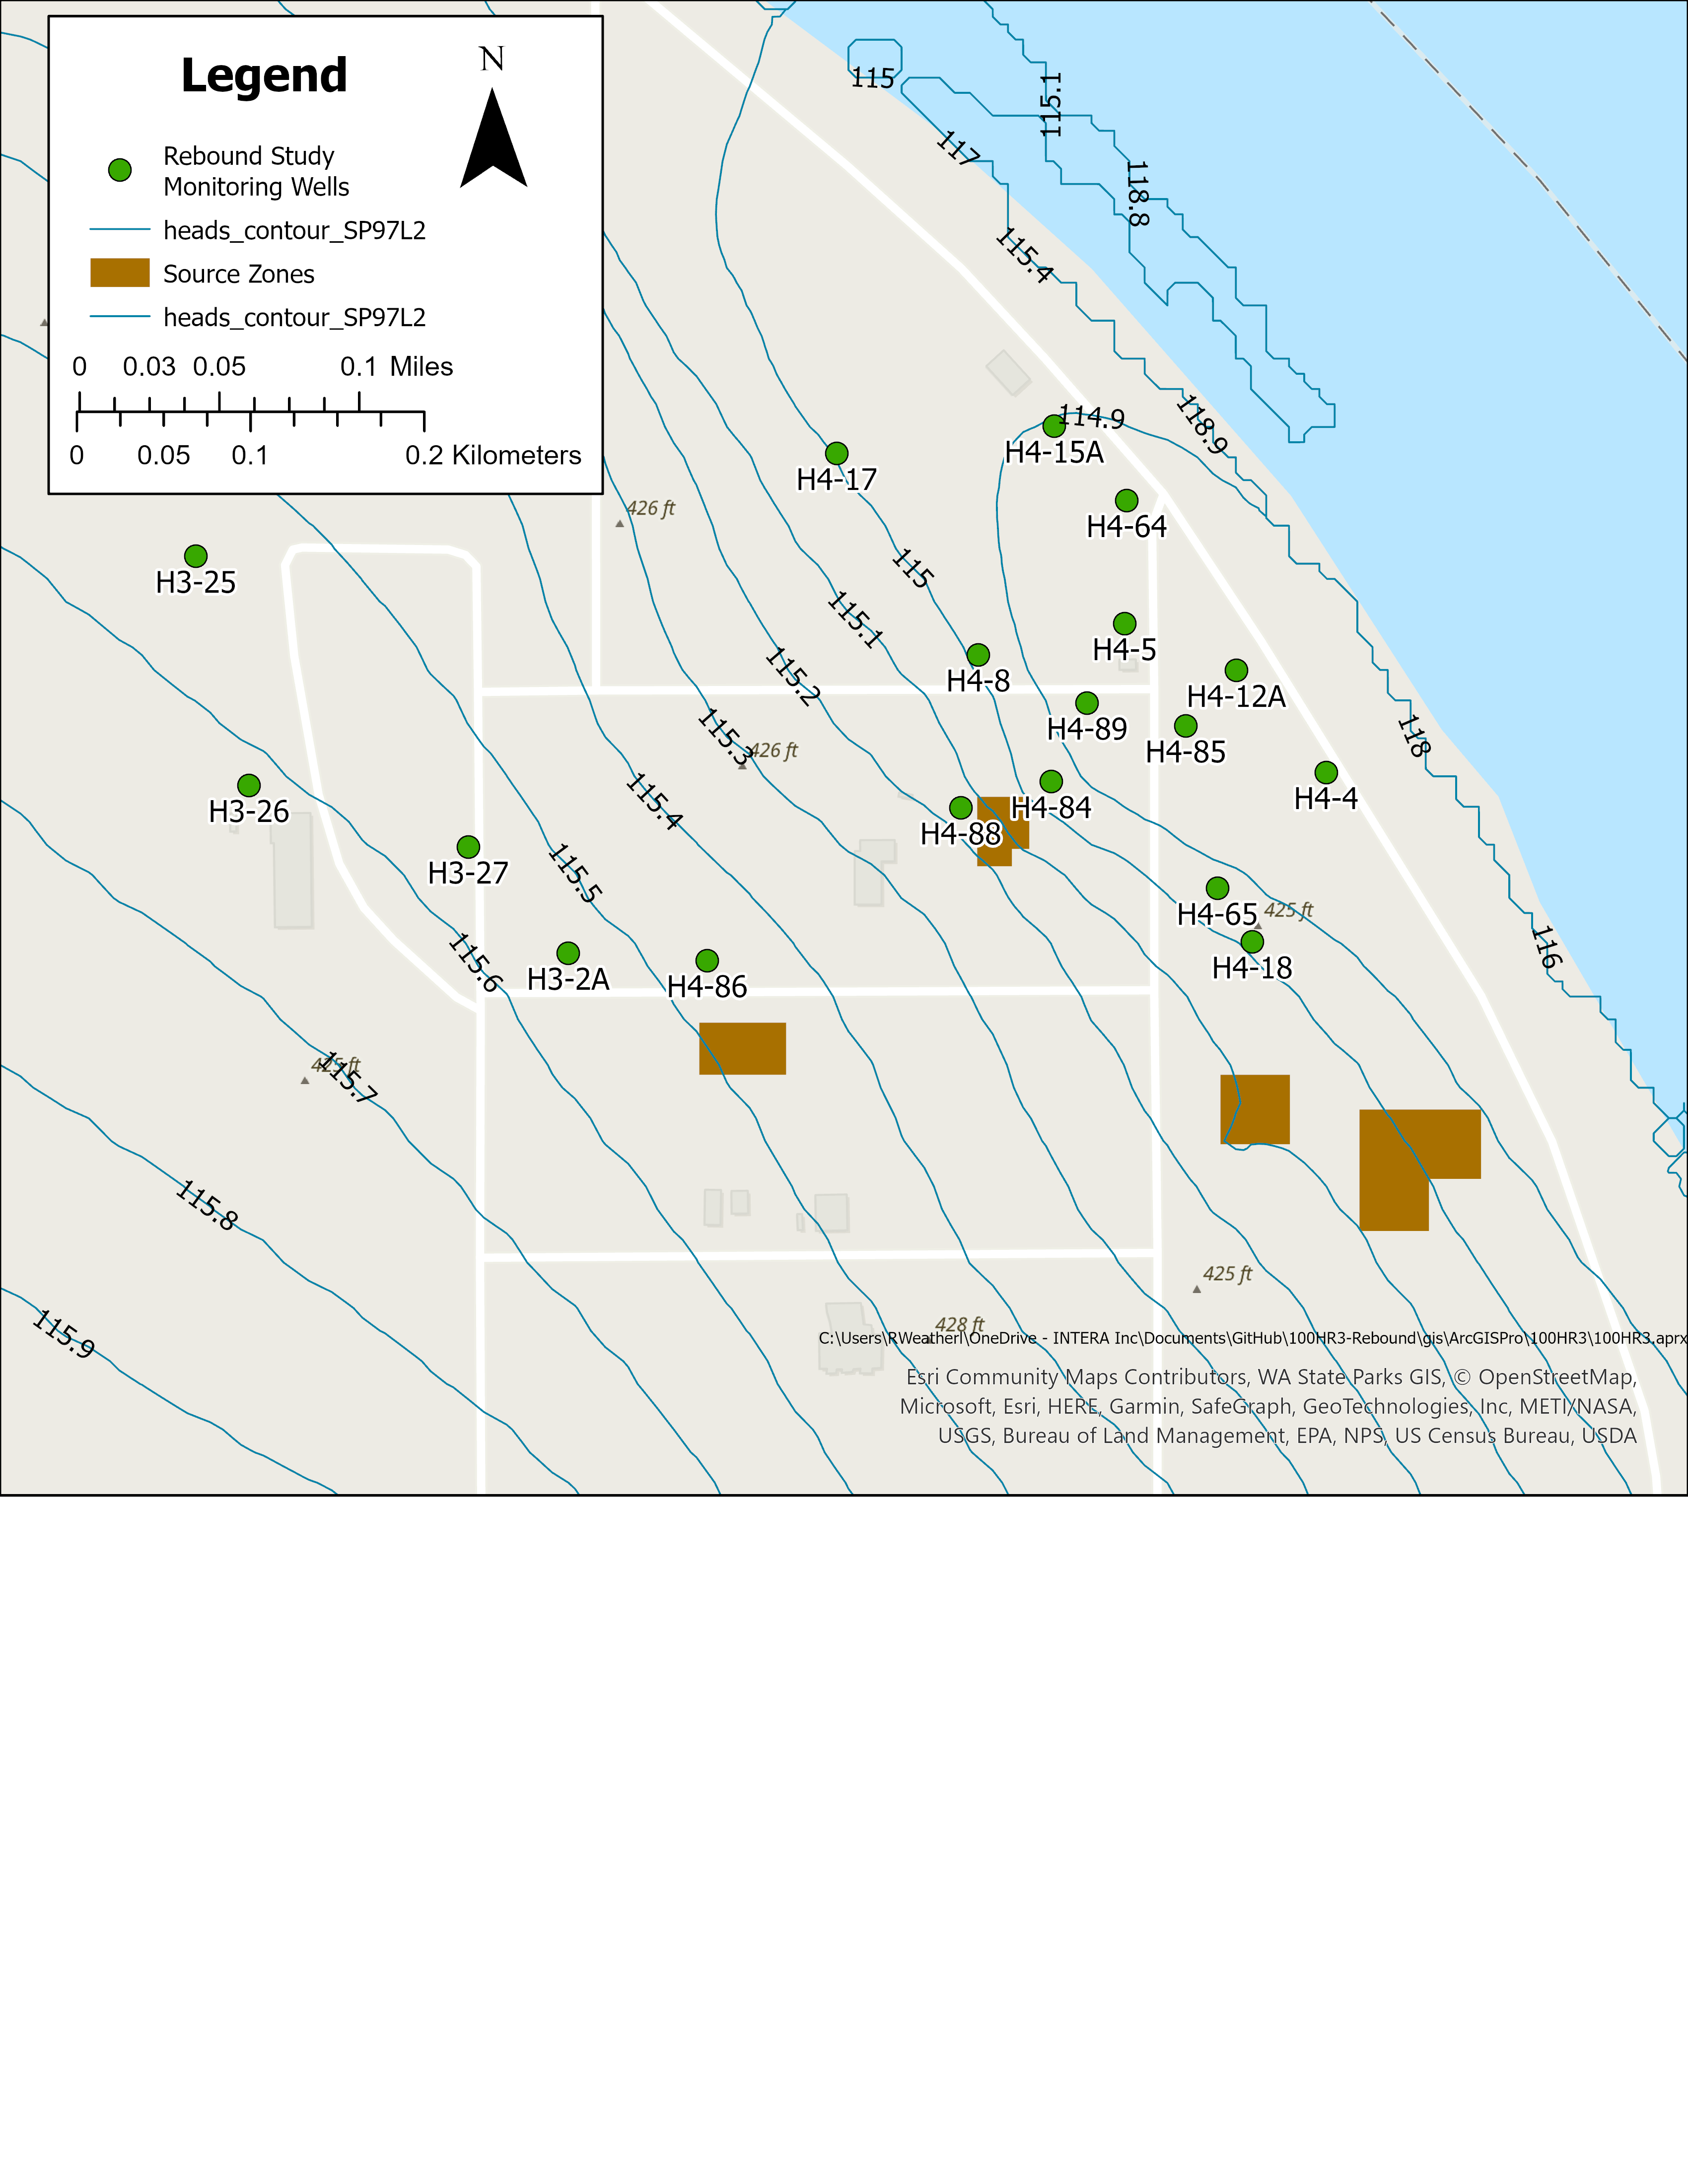 Legend
N
Rebound Study
Monitoring Wells
heads_contour_SP97L2
Source Zones
heads_contour_SP97L2
0 0.03 0.05 0.1 Miles
0 0.05 0.1 0.2 Kilometers
115
115.1
117
118.8
115.4
118.9
114.9
H4-15A
H4-17
426 ft
H4-64
H3-25
115
115.1
H4-5
115.2
H4-8
H4-12A
115.3
426 ft
H4-89
H4-85
118
115.4
H3-26
H4-84
H4-4
H4-88
H3-27
115.5
H4-65
425 ft
115.6
H3-2A
H4-86
H4-18
116
425 ft
115.7
115.8
425 ft
115.9
428 ft
C:\Users\RWeatherl\OneDrive - INTERA Inc\Documents\GitHub\100HR3-Rebound\gis\ArcGISPro\100HR3\100HR3.aprx
Esri Community Maps Contributors, WA State Parks GIS, © OpenStreetMap,
Microsoft, Esri, HERE, Garmin, SafeGraph, GeoTechnologies, Inc, METI/NASA,
USGS, Bureau of Land Management, EPA, NPS, US Census Bureau, USDA